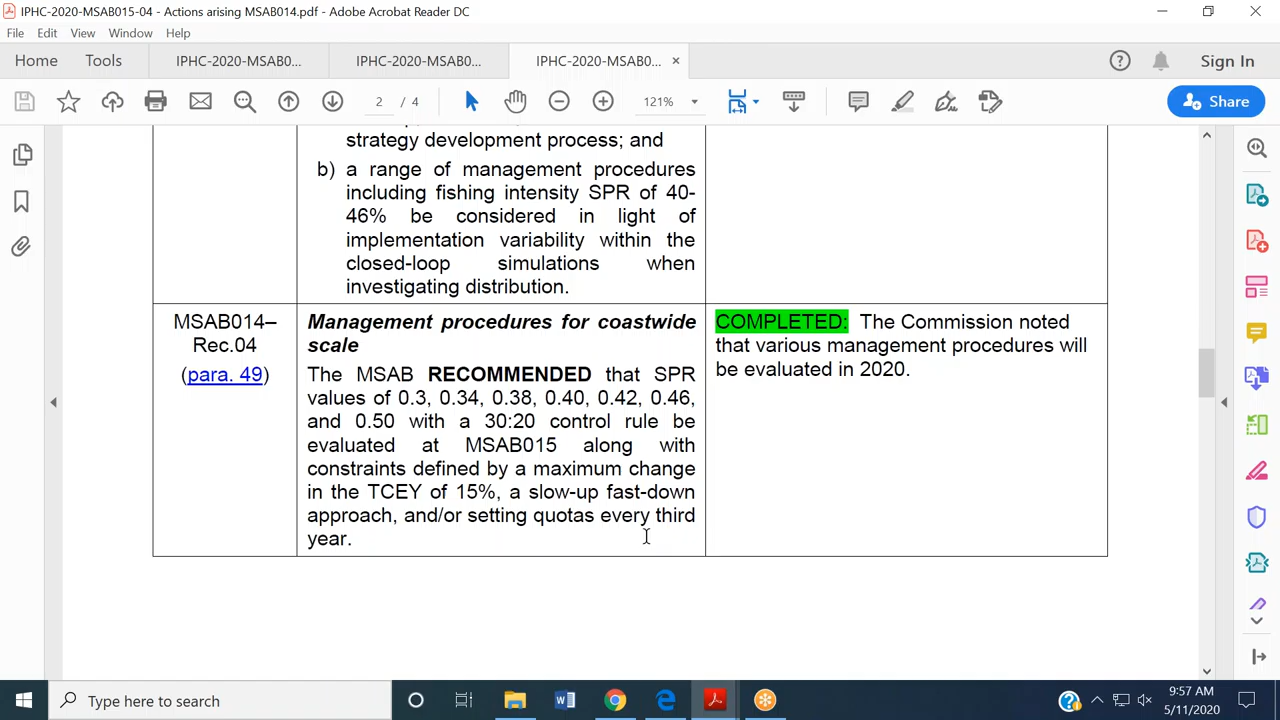 IPHC-2020-MSAB015-04 - Actions arising MSAB014.pdf - Adobe Acrobat Reader DC
File Edit View Window Help
Home Tools IPHC-2020-MSAB0... IPHC-2020-MSAB0... IPHC-2020-MSAB0... × Sign In
2 / 4 121% Share
strategy development process; and
b) a range of management procedures
including fishing intensity SPR of 40-
46% be considered in light of
implementation variability within the
closed-loop simulations when
investigating distribution.
MSAB014–
Rec.04
(para. 49)
Management procedures for coastwide
scale
The MSAB RECOMMENDED that SPR
values of 0.3, 0.34, 0.38, 0.40, 0.42, 0.46,
and 0.50 with a 30:20 control rule be
evaluated at MSAB015 along with
constraints defined by a maximum change
in the TCEY of 15%, a slow-up fast-down
approach, and/or setting quotas every third
year.
COMPLETED: The Commission noted
that various management procedures will
be evaluated in 2020.
Type here to search
9:57 AM
5/11/2020